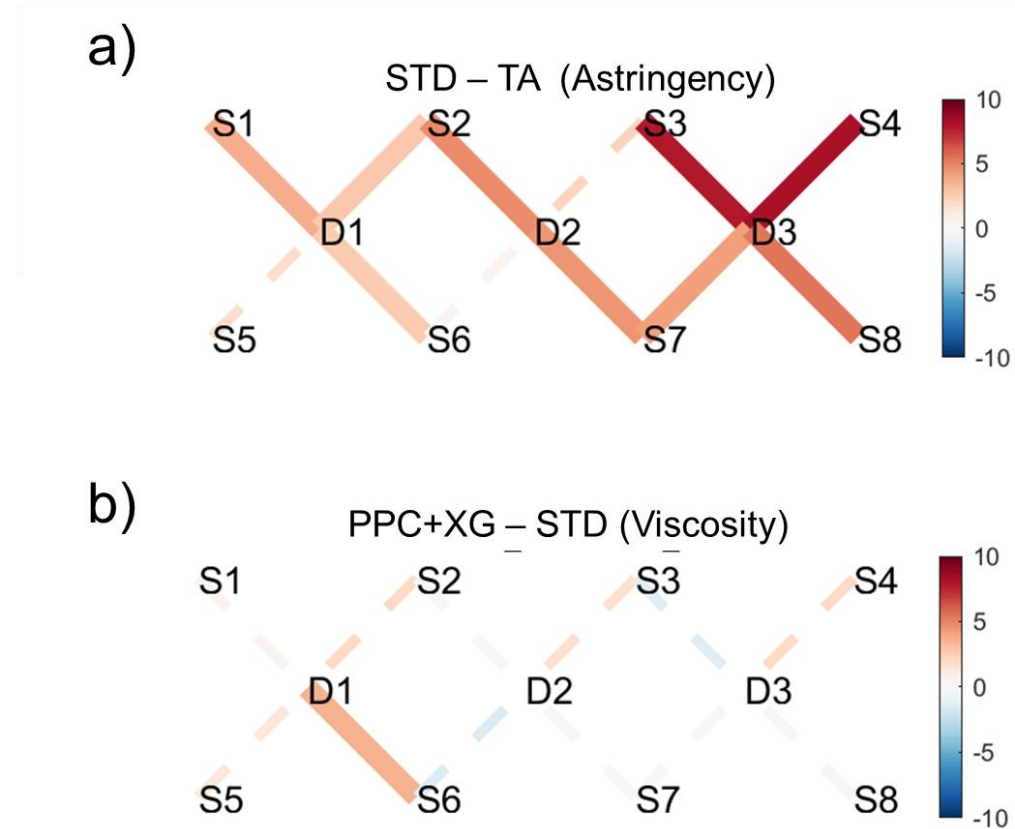 a)
STD – TA (Astringency)
S1 S2 S3 S4
D1 D2 D3
S5 S6 S7 S8
10
5
0
-5
-10
b)
PPC+XG – STD (Viscosity)
S1 S2 S3 S4
D1 D2 D3
S5 S6 S7 S8
10
5
0
-5
-10